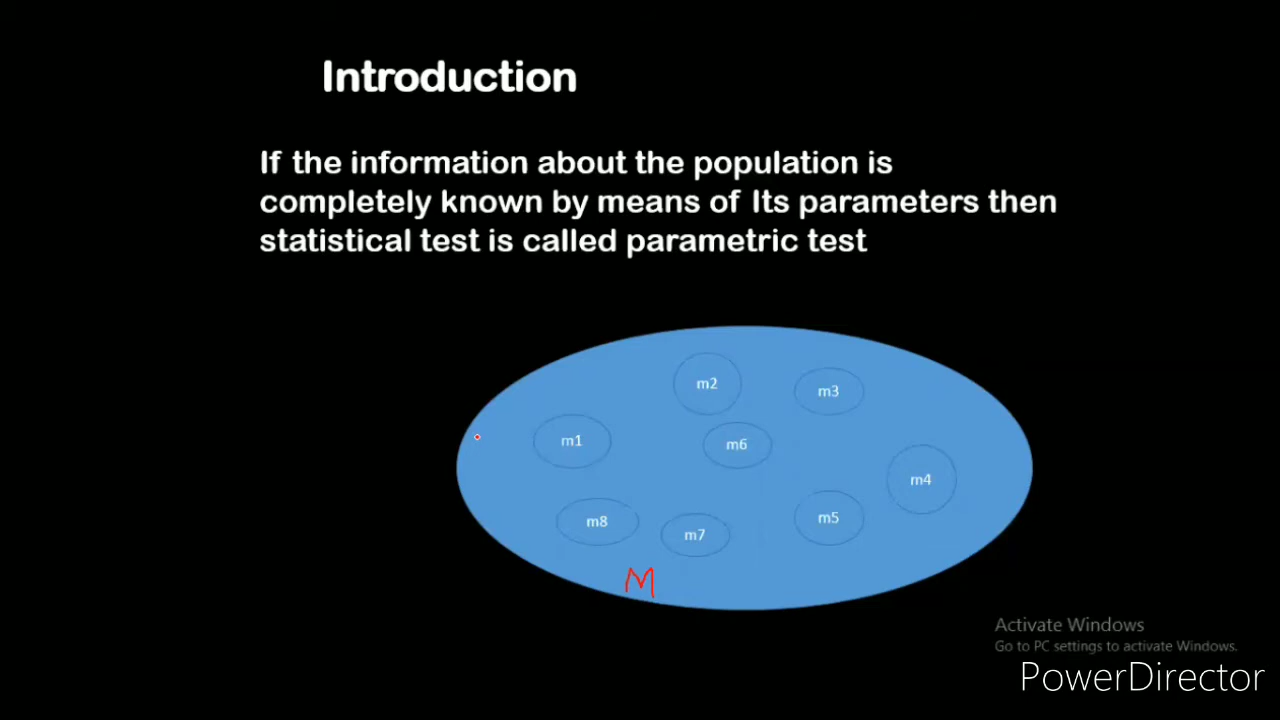 Introduction
If the information about the population is
completely known by means of Its parameters then
statistical test is called parametric test
m2
m3
m1
m6
m4
m8
m5
m7
M
Activate Windows
Go to PC settings to activate Windows.
PowerDirector